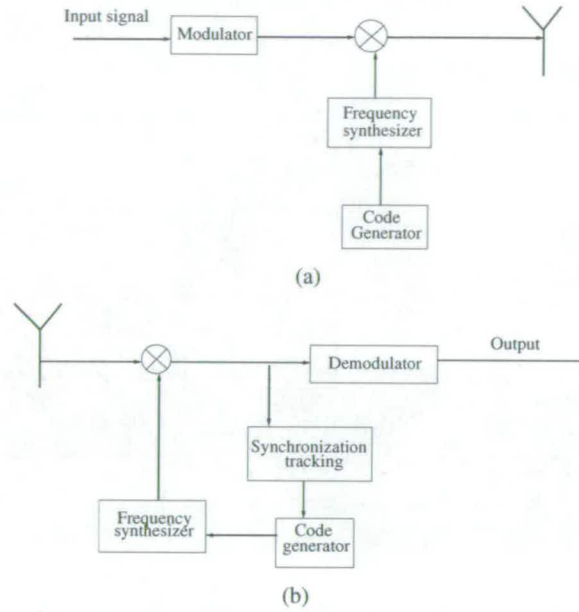 Input signal
Modulator
Frequency
synthesizer
Code
Generator
(a)
Demodulator
Output
Synchronization
tracking
Frequency
synthesizer
Code
generator
(b)